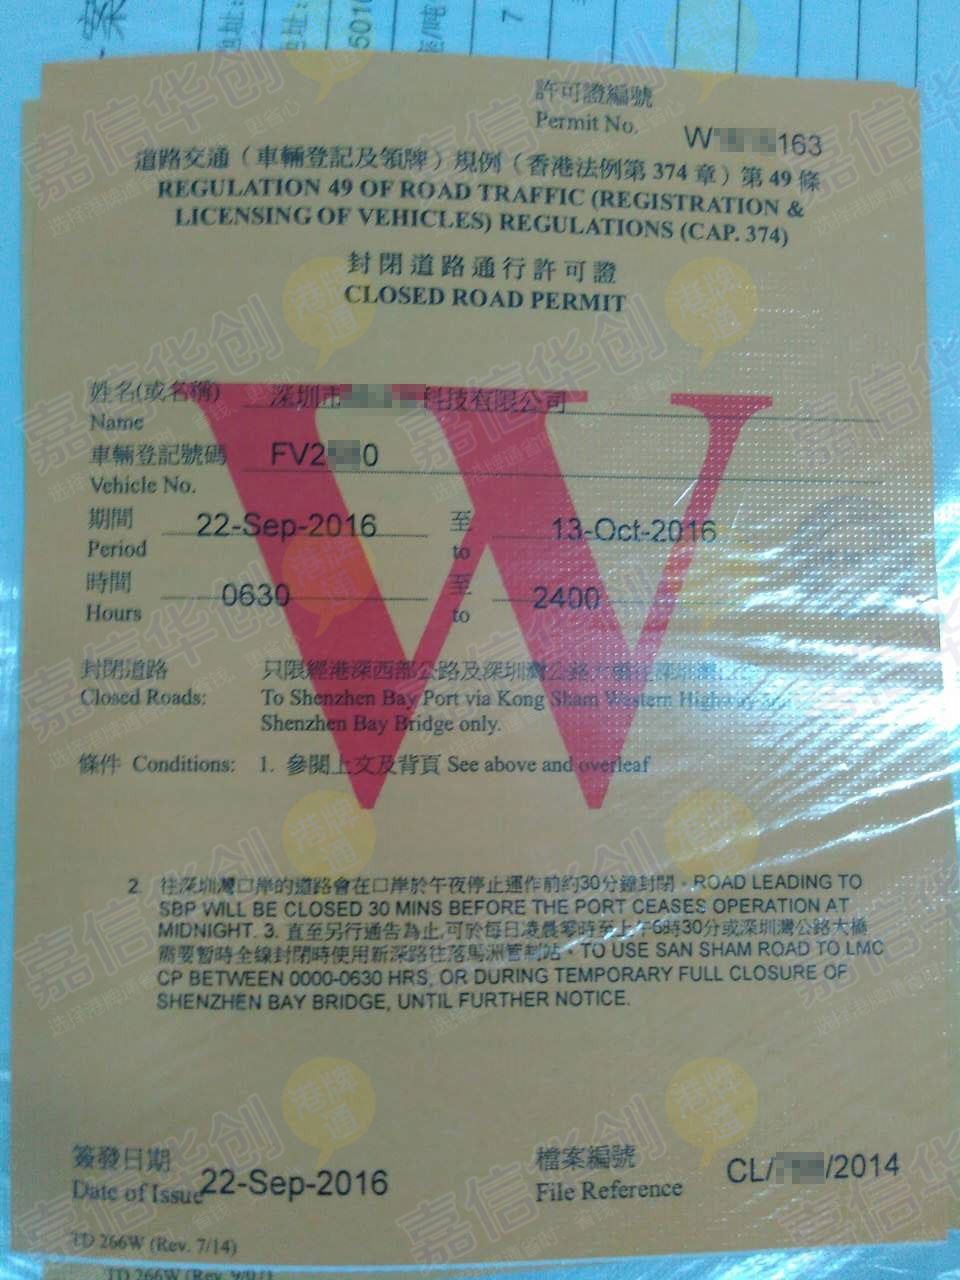 許可證編號
Permit No. W 163
道路交通（車輛登記及領牌）規例（香港法例第 374 章）第 49 條
REGULATION 49 OF ROAD TRAFFIC (REGISTRATION &
LICENSING OF VEHICLES) REGULATIONS (CAP. 374)
封閉道路通行許可證
CLOSED ROAD PERMIT
W
姓名(或名稱) 深圳市 科技有限公司
Name
車輛登記號碼 FV2 0
Vehicle No.
期間 22-Sep-2016 至 13-Oct-2016
Period to
時間 0630 至 2400
Hours to
封閉道路 只限經港深西部公路及深圳灣公路大橋往深圳灣口岸
Closed Roads: To Shenzhen Bay Port via Kong Sham Western Highway and
Shenzhen Bay Bridge only.
條件 Conditions: 1. 參閱上文及背頁 See above and overleaf
2. 往深圳灣口岸的道路會在口岸於午夜停止運作前約30分鐘封閉。ROAD LEADING TO
SBP WILL BE CLOSED 30 MINS BEFORE THE PORT CEASES OPERATION AT
MIDNIGHT. 3. 直至另行通告為止,可於每日凌晨零時至上午6時30分或深圳灣公路大橋
需要暫時全線封閉時使用新深路往落馬洲管制站。TO USE SAN SHAM ROAD TO LMC
CP BETWEEN 0000-0630 HRS, OR DURING TEMPORARY FULL CLOSURE OF
SHENZHEN BAY BRIDGE, UNTIL FURTHER NOTICE.
簽發日期 22-Sep-2016
Date of Issue
檔案編號 CL/ /2014
File Reference
TD 266W (Rev. 7/14)
TD 266W (Rev.
嘉信华创
港牌通